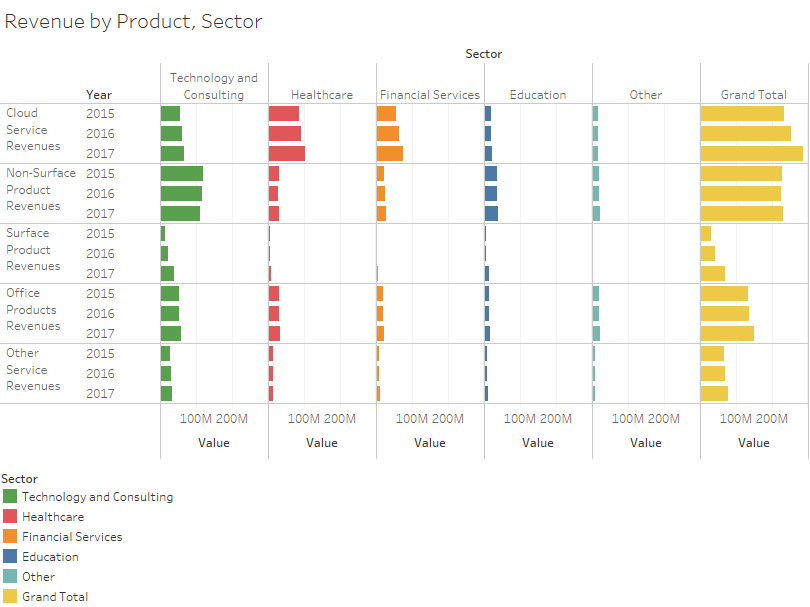 Revenue by Product, Sector
Sector
Year
Technology and
Consulting
Healthcare
Financial Services
Education
Other
Grand Total
Cloud
Service
Revenues
2015
2016
2017
Non-Surface
Product
Revenues
2015
2016
2017
Surface
Product
Revenues
2015
2016
2017
Office
Products
Revenues
2015
2016
2017
Other
Service
Revenues
2015
2016
2017
100M 200M 100M 200M 100M 200M 100M 200M 100M 200M 100M 200M
Value Value Value Value Value Value
Sector
Technology and Consulting
Healthcare
Financial Services
Education
Other
Grand Total